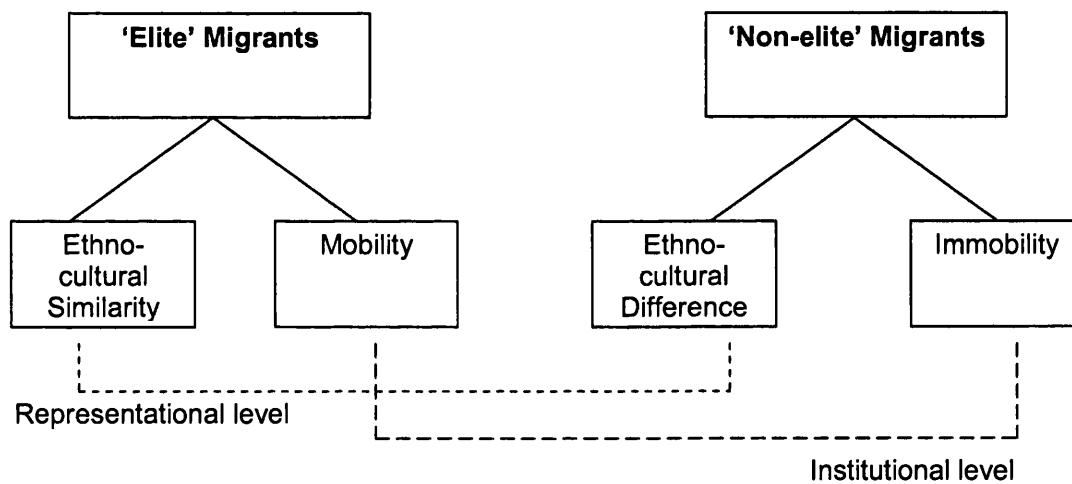 ‘Elite’ Migrants
‘Non-elite’ Migrants
Ethno-
cultural
Similarity
Mobility
Ethno-
cultural
Difference
Immobility
Representational level
Institutional level